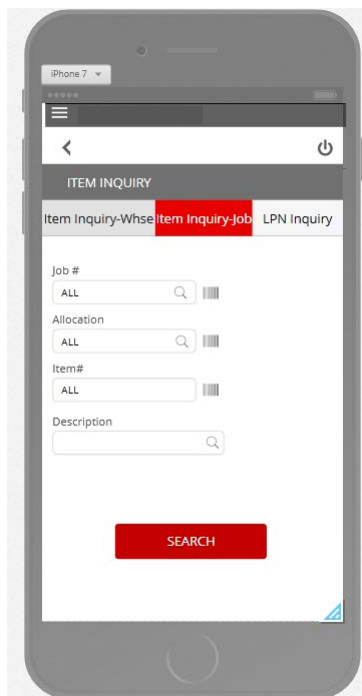 iPhone 7
ITEM INQUIRY
Item Inquiry-Whse Item Inquiry-Job LPN Inquiry
Job #
ALL
Allocation
ALL
Item#
ALL
Description
SEARCH